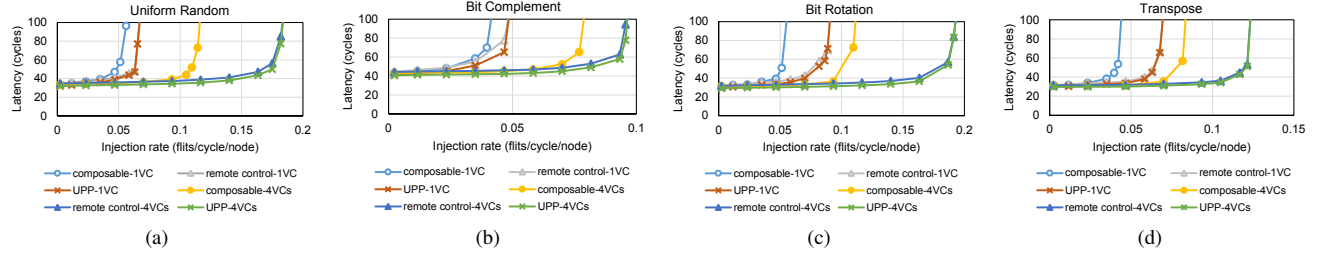 Uniform Random
Latency (cycles)
100
80
60
40
20
0
0 0.05 0.1 0.15 0.2
Injection rate (flits/cycle/node)
composable-1VC remote control-1VC
UPP-1VC composable-4VCs
remote control-4VCs UPP-4VCs
(a)
Bit Complement
Latency (cycles)
100
80
60
40
20
0
0 0.05 0.1
Injection rate (flits/cycle/node)
composable-1VC remote control-1VC
UPP-1VC composable-4VCs
remote control-4VCs UPP-4VCs
(b)
Bit Rotation
Latency (cycles)
100
80
60
40
20
0
0 0.05 0.1 0.15 0.2
Injection rate (flits/cycle/node)
composable-1VC remote control-1VC
UPP-1VC composable-4VCs
remote control-4VCs UPP-4VCs
(c)
Transpose
Latency (cycles)
100
80
60
40
20
0
0 0.05 0.1 0.15
Injection rate (flits/cycle/node)
composable-1VC remote control-1VC
UPP-1VC composable-4VCs
remote control-4VCs UPP-4VCs
(d)